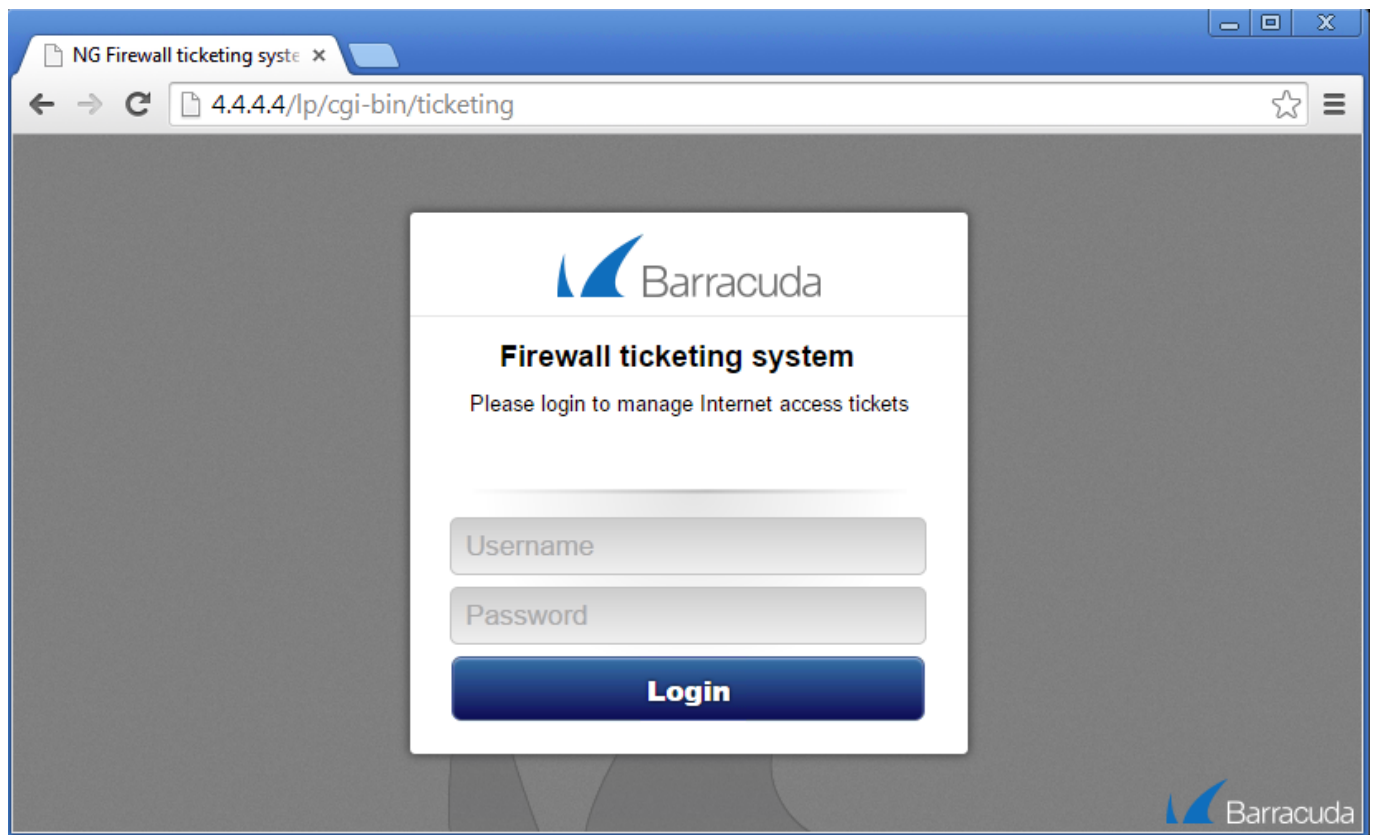 NG Firewall ticketing syste
4.4.4.4/lp/cgi-bin/ticketing
Barracuda
Firewall ticketing system
Please login to manage Internet access tickets
Username
Password
Login
Barracuda